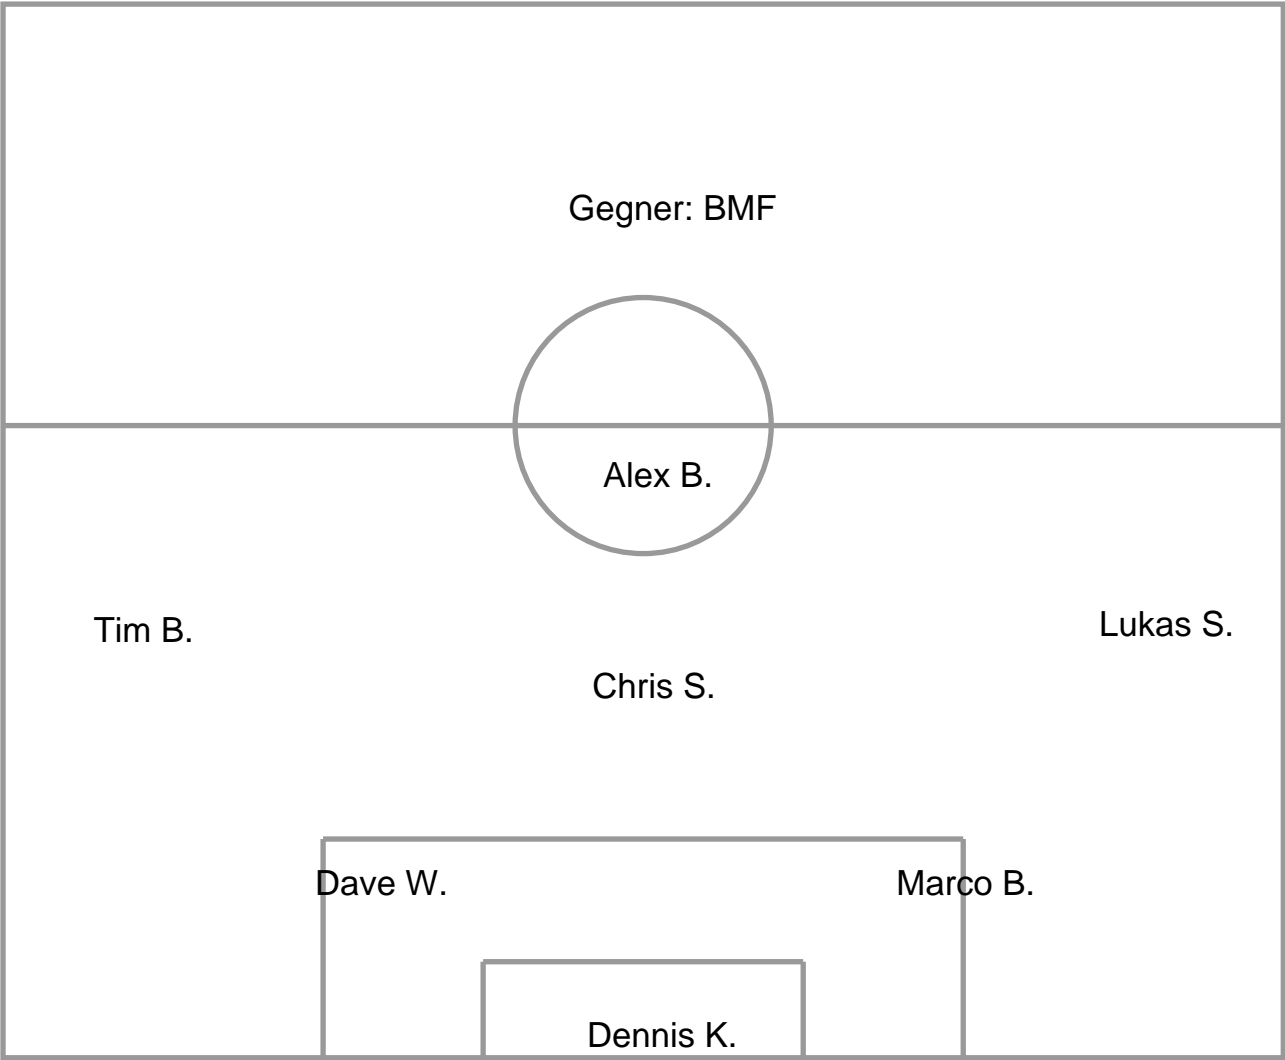 Gegner: BMF
Alex B.
Tim B.
Lukas S.
Chris S.
Dave W.
Marco B.
Dennis K.